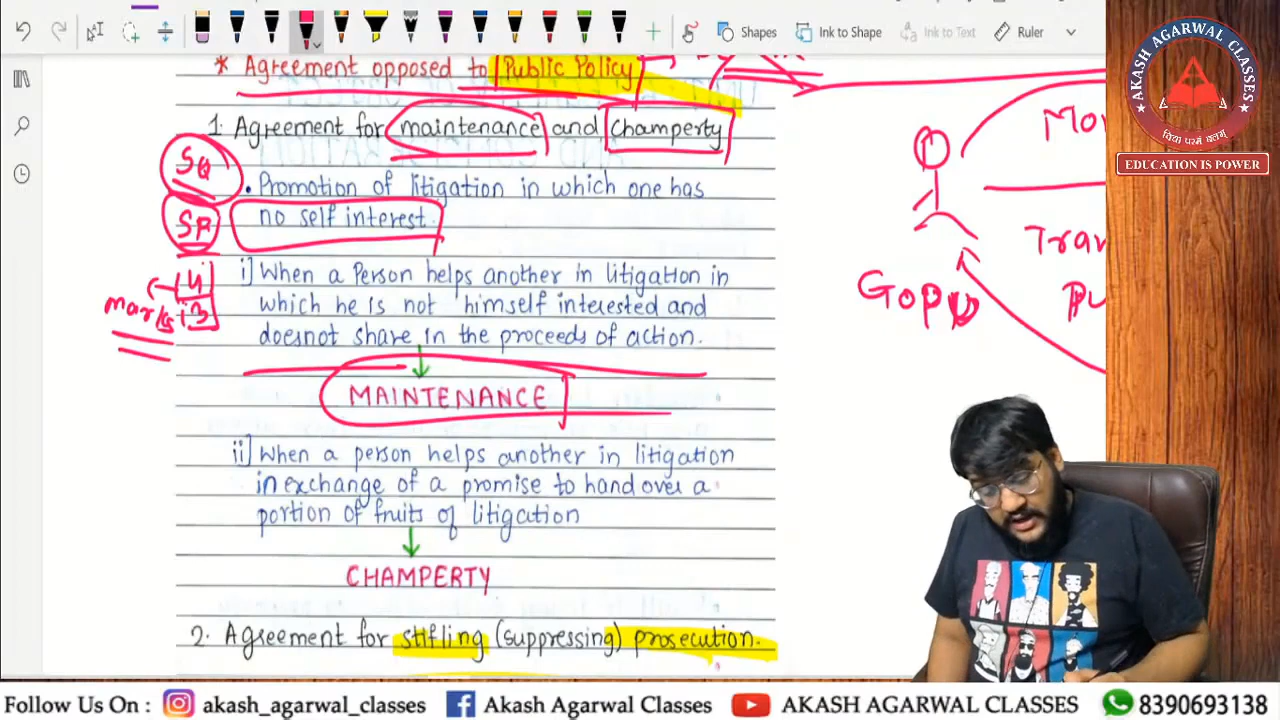 Shapes
Ink to Shape
Ink to Text
Ruler
* Agreement opposed to Public Policy
1. Agreement for maintenance and Champerty
SQ
. Promotion of litigation in which one has
SP
no self interest.
4
marks
3
i] When a Person helps another in litigation in
which he is not himself interested and
doesnot share in the proceeds of action.
MAINTENANCE
ii] When a person helps another in litigation
in exchange of a promise to hand over a
portion of fruits of litigation
CHAMPERTY
2. Agreement for stifling (suppressing) prosecution.
Gopu
AKASH AGARWAL CLASSES
विद्या परमं बलम्
EDUCATION IS POWER
Follow Us On :
akash_agarwal_classes
Akash Agarwal Classes
AKASH AGARWAL CLASSES
8390693138